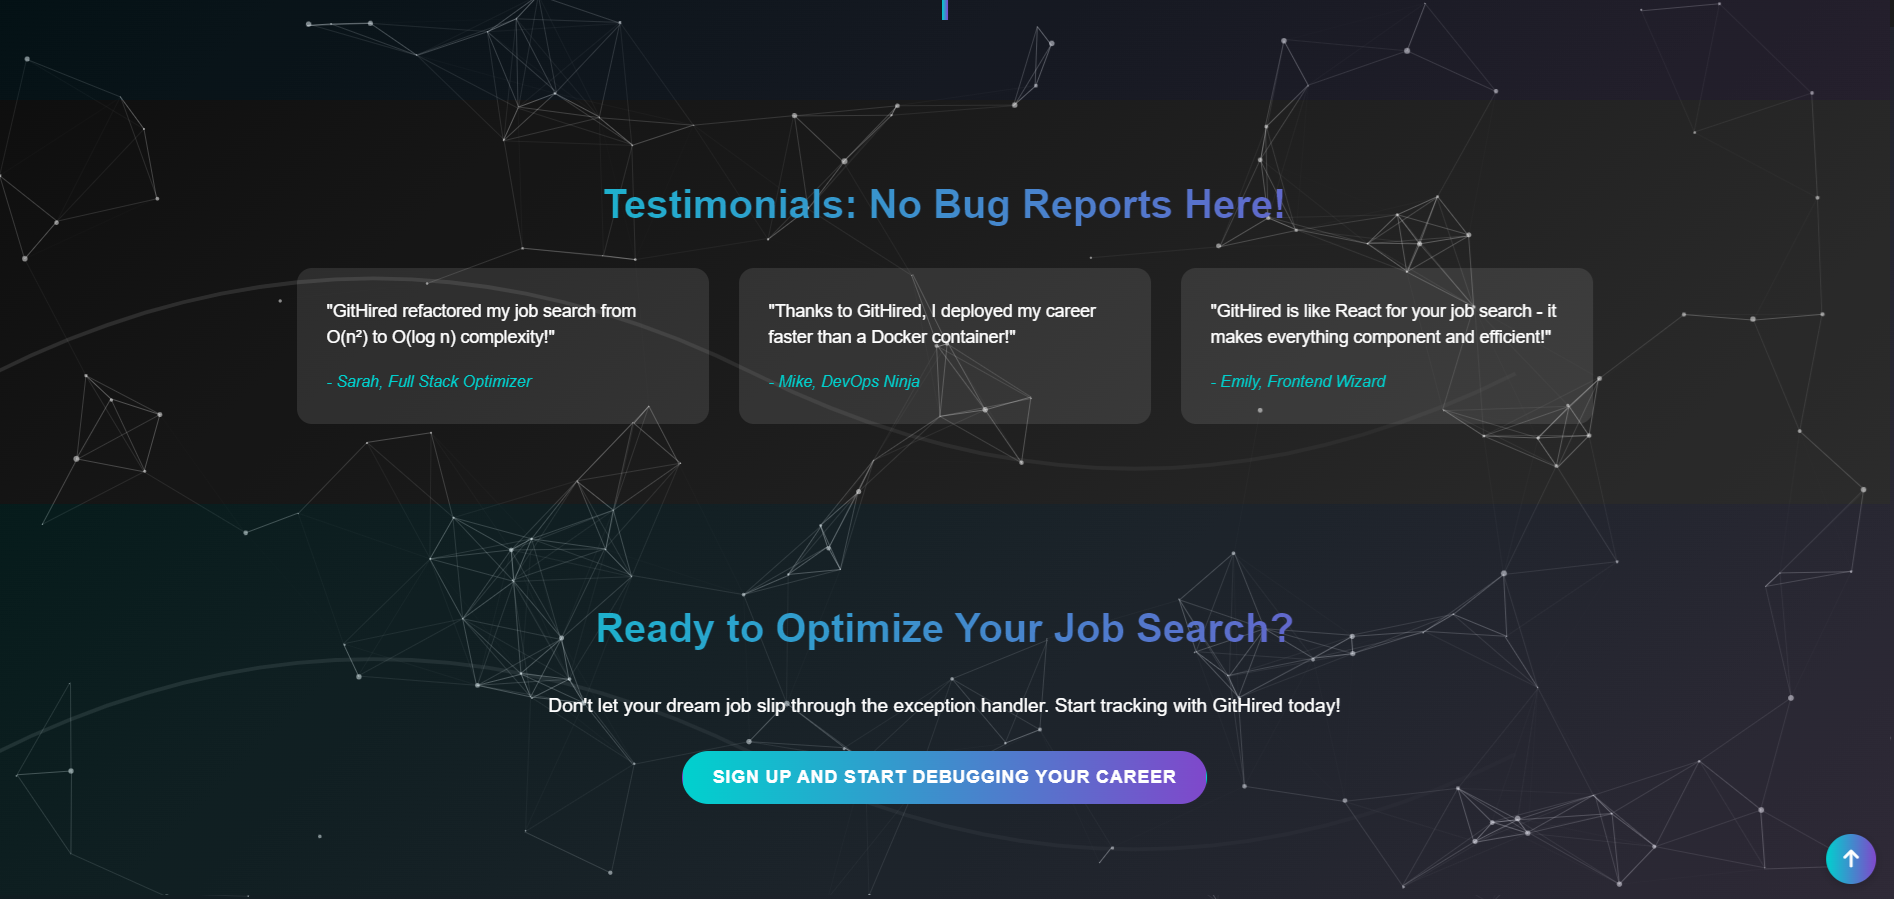 Testimonials: No Bug Reports Here!
"GitHired refactored my job search from
O(n²) to O(log n) complexity!"
- Sarah, Full Stack Optimizer
"Thanks to GitHired, I deployed my career
faster than a Docker container!"
- Mike, DevOps Ninja
"GitHired is like React for your job search - it
makes everything component and efficient!"
- Emily, Frontend Wizard
Ready to Optimize Your Job Search?
Don't let your dream job slip through the exception handler. Start tracking with GitHired today!
SIGN UP AND START DEBUGGING YOUR CAREER